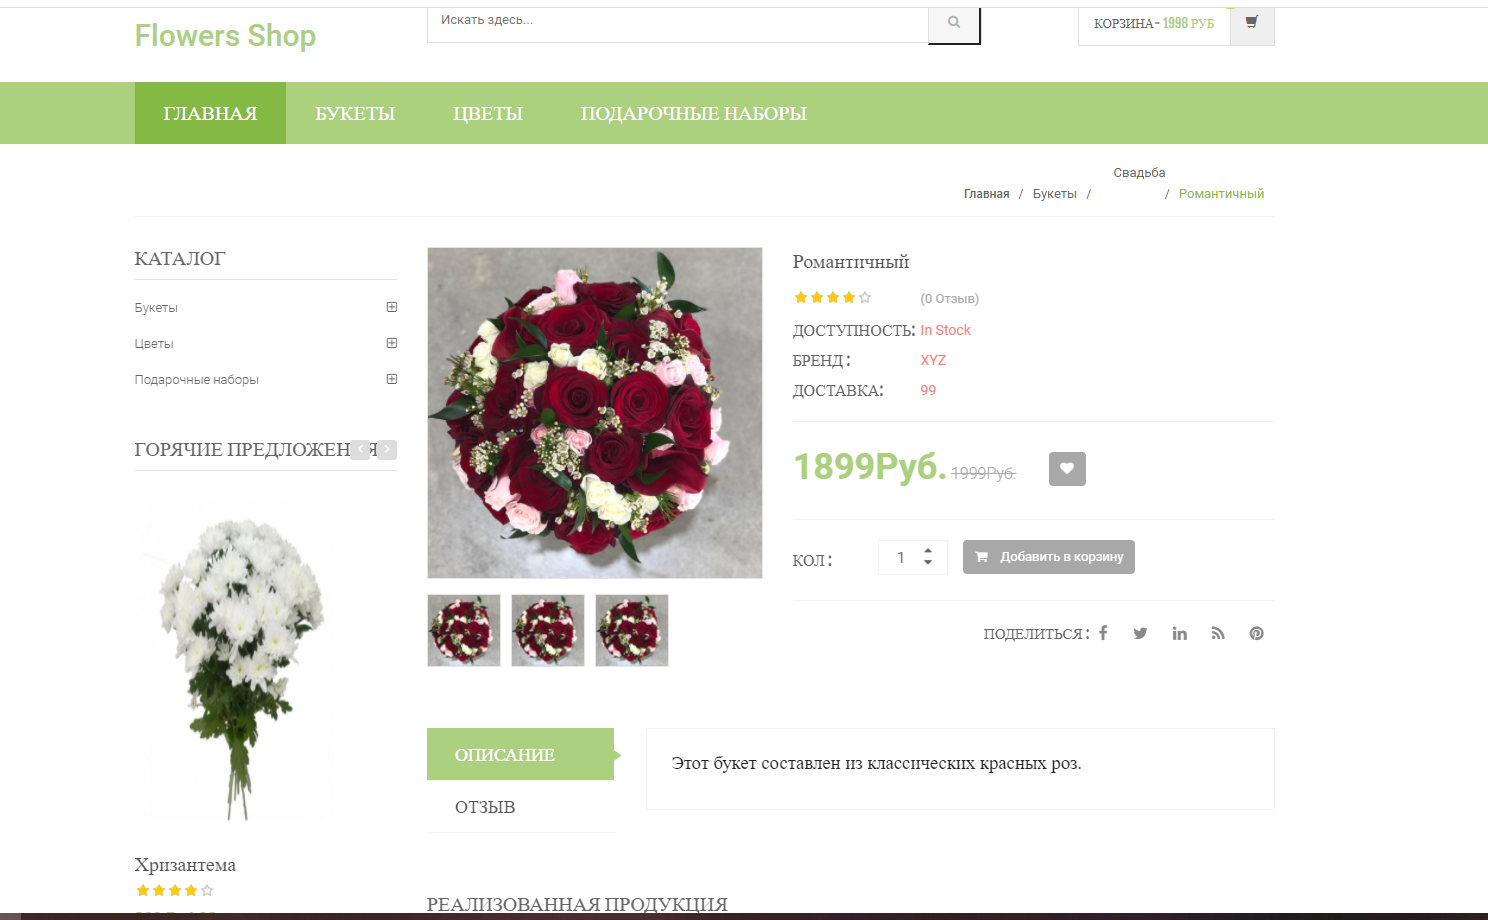 Flowers Shop
Искать здесь...
КОРЗИНА- 1998 РУБ
ГЛАВНАЯ
БУКЕТЫ
ЦВЕТЫ
ПОДАРОЧНЫЕ НАБОРЫ
Главная / Букеты / Свадьба / Романтичный
КАТАЛОГ
Букеты
Цветы
Подарочные наборы
ГОРЯЧИЕ ПРЕДЛОЖЕНИЯ
Хризантема
Романтичный
(0 Отзыв)
ДОСТУПНОСТЬ: In Stock
БРЕНД : XYZ
ДОСТАВКА: 99
1899Руб. 1999Руб.
КОЛ : 1 Добавить в корзину
ПОДЕЛИТЬСЯ :
ОПИСАНИЕ
ОТЗЫВ
Этот букет составлен из классических красных роз.
РЕАЛИЗОВАННАЯ ПРОДУКЦИЯ